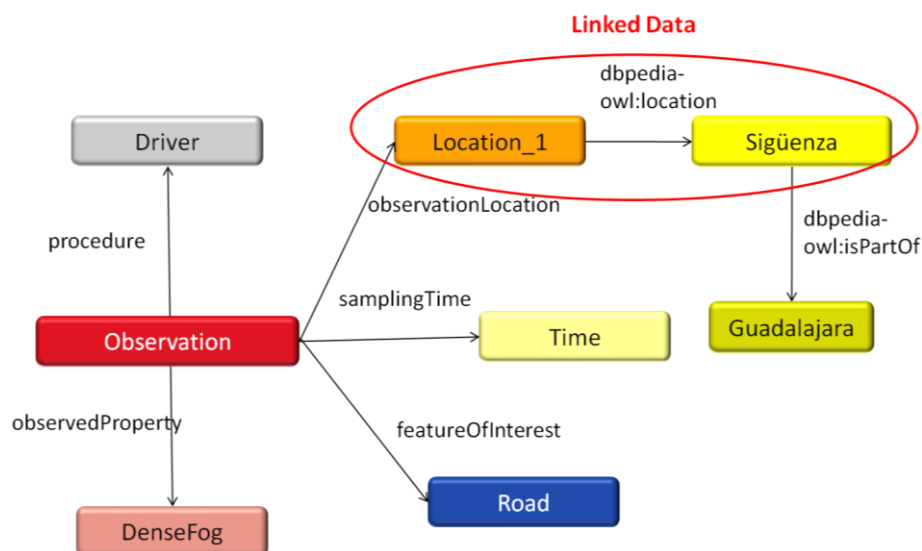 Linked Data
dbpedia-
owl:location
Driver
Location_1
Sigüenza
observationLocation
procedure
dbpedia-
owl:isPartOf
samplingTime
Observation
Time
Guadalajara
observedProperty
featureOfInterest
Road
DenseFog